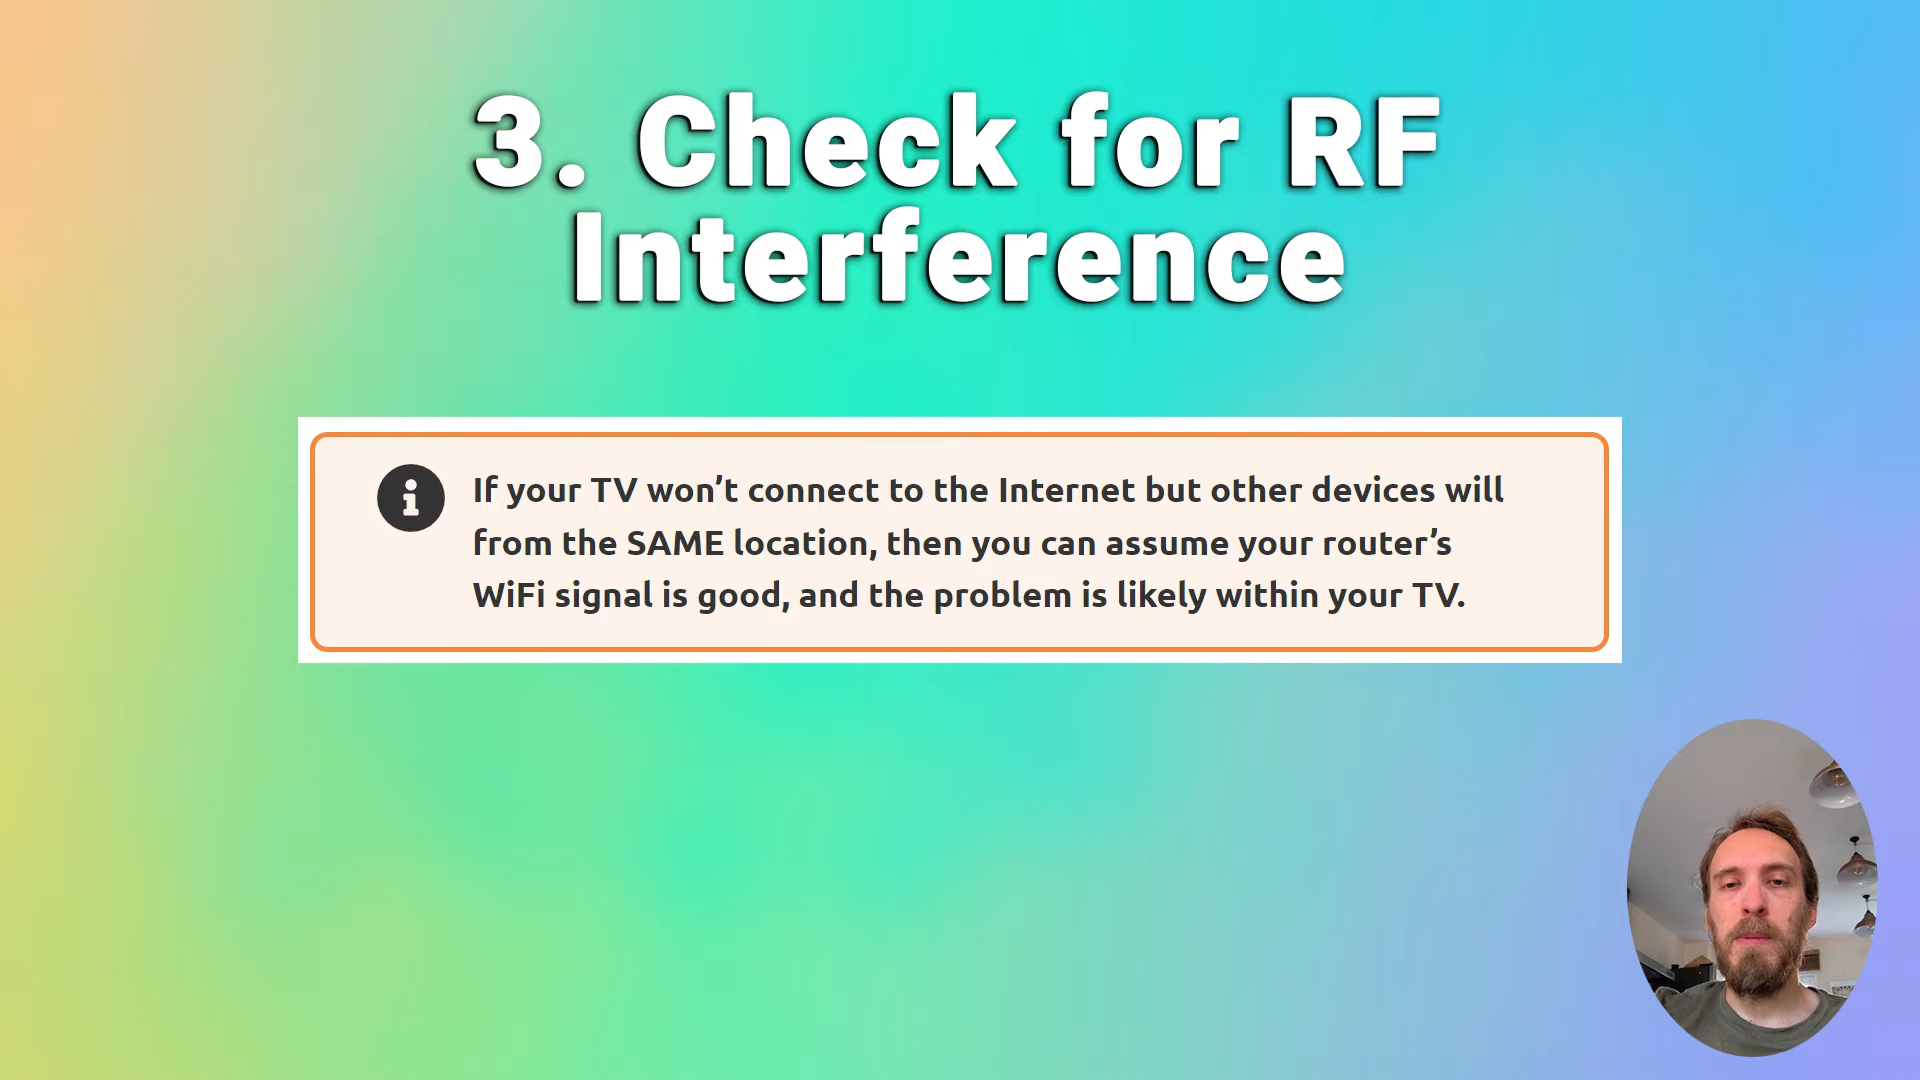 3. Check for RF
Interference
If your TV won’t connect to the Internet but other devices will
from the SAME location, then you can assume your router’s
WiFi signal is good, and the problem is likely within your TV.